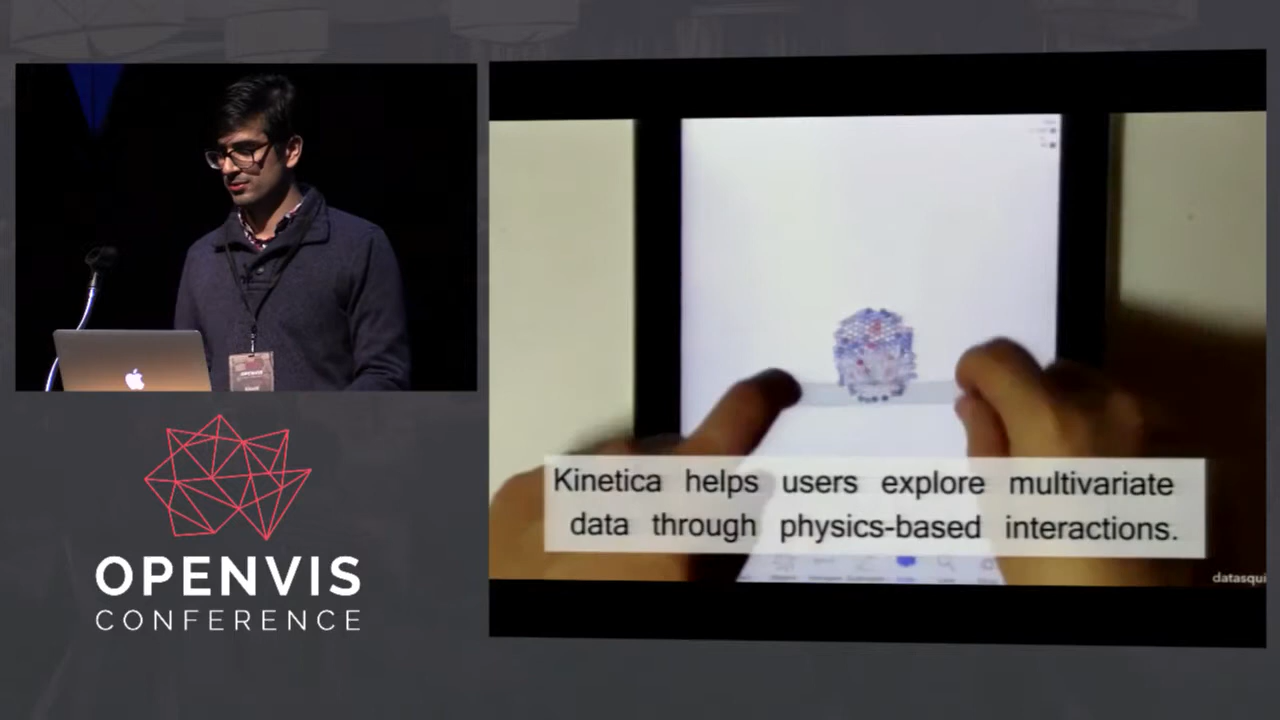 OPENVIS
CONFERENCE
Kinetica helps users explore multivariate
data through physics-based interactions.
datasqui